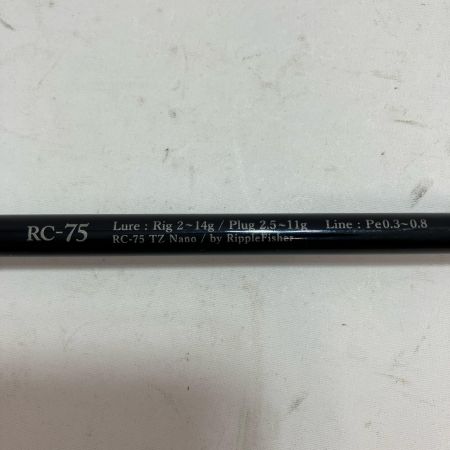 RC-75 Lure : Rig 2~14g / Plug 2.5~11g Line : Pe0.3~0.8
RC-75 TZ Nano / by RippleFisher